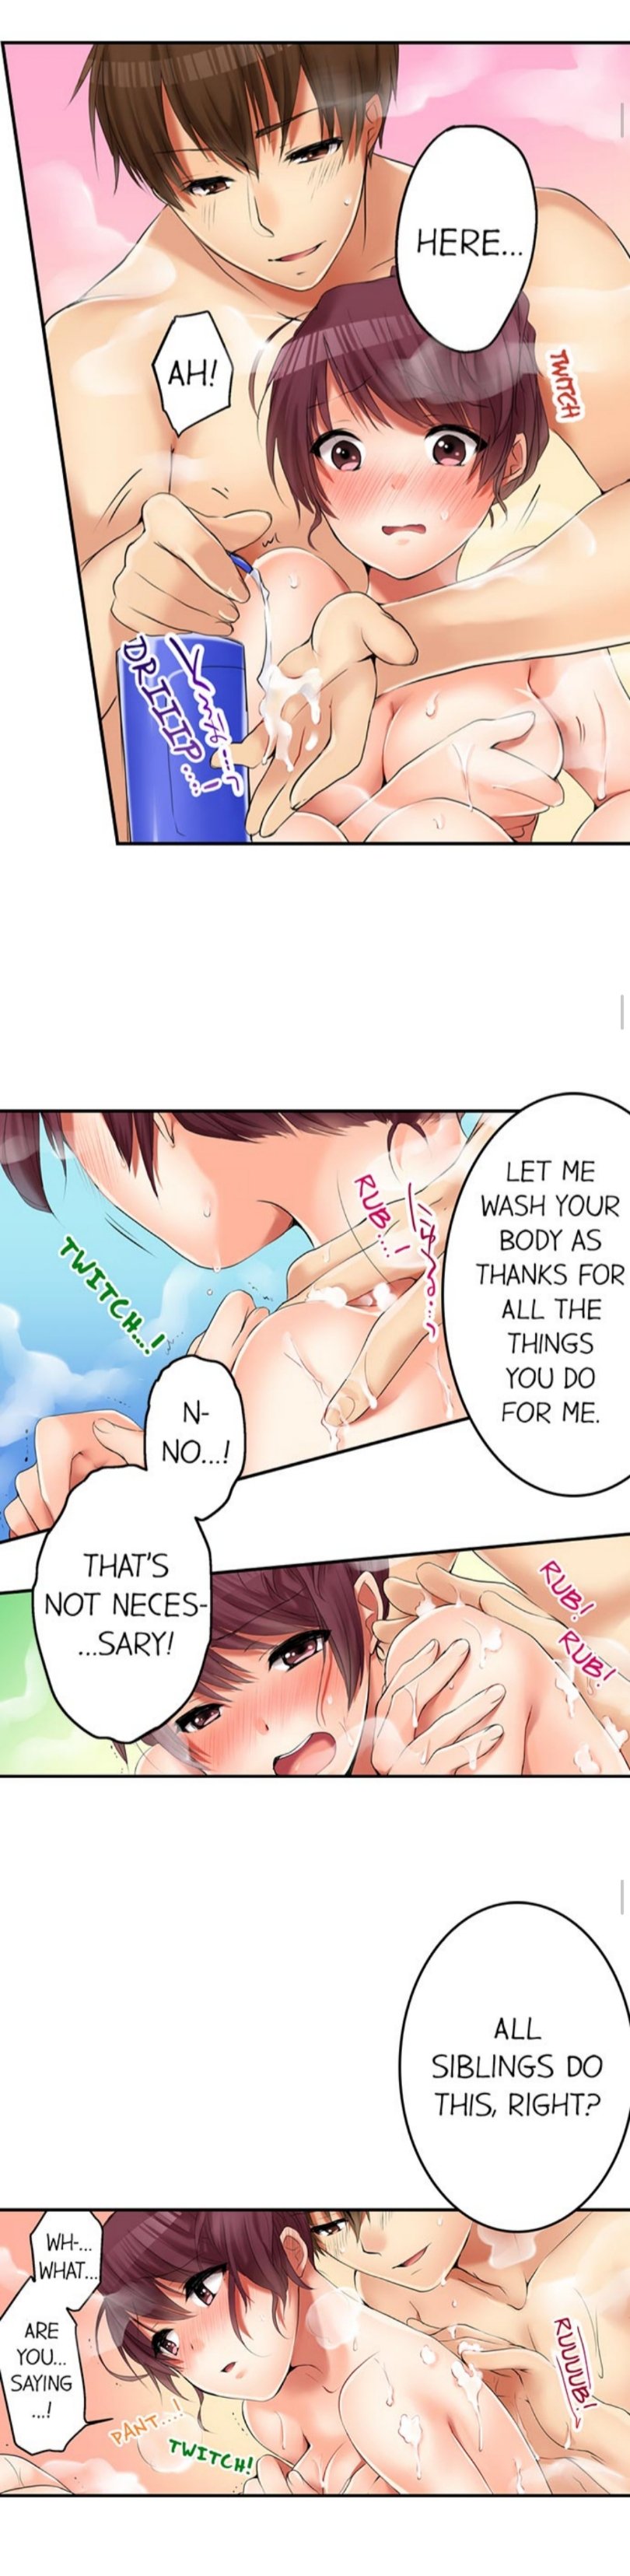 HERE...
AH!
TWITCH
DRIIIP....!
LET ME
WASH YOUR
BODY AS
THANKS FOR
ALL THE
THINGS
YOU DO
FOR ME.
RUB...!
TWITCH...!
N-
NO...!
THAT'S
NOT NECES-
...SARY!
RUB!
RUB!
ALL
SIBLINGS DO
THIS, RIGHT?
WH-...
WHAT...
ARE
YOU...
SAYING
...!
RUUUUB!
PANT...!
TWITCH!